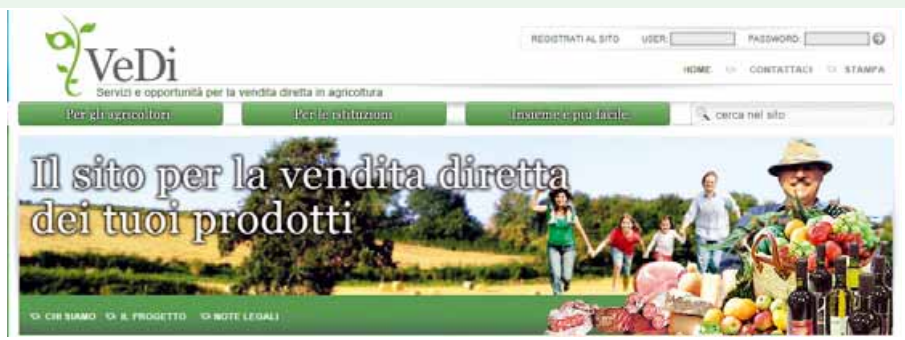 REGISTRATI AL SITO USER: PASSWORD:
VeDi
HOME CONTATTACI STAMPA
Servizi e opportunità per la vendita diretta in agricoltura
Per gli agricoltori Per le istituzioni Insieme è più facile cerca nel sito
Il sito per la vendita diretta
dei tuoi prodotti
CHI SIAMO IL PROGETTO NOTE LEGALI